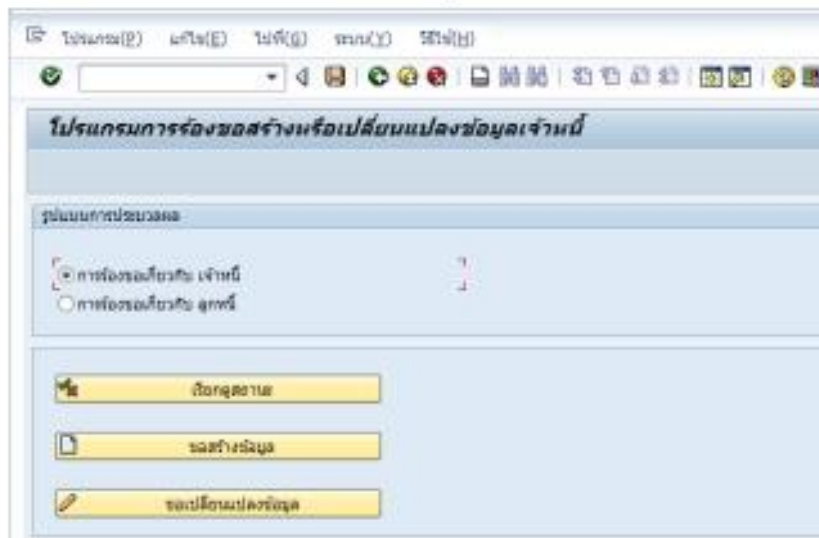 โปรแกรม(P) แก้ไข(E) ไปที่(G) ระบบ(Y) วิธีใช้(H)
โปรแกรมการร้องขอสร้างหรือเปลี่ยนแปลงข้อมูลเจ้าหนี้
รูปแบบการประมวลผล
การร้องขอเกี่ยวกับ เจ้าหนี้
การร้องขอเกี่ยวกับ ลูกหนี้
เรียกดูสถานะ
ขอสร้างข้อมูล
ขอเปลี่ยนแปลงข้อมูล